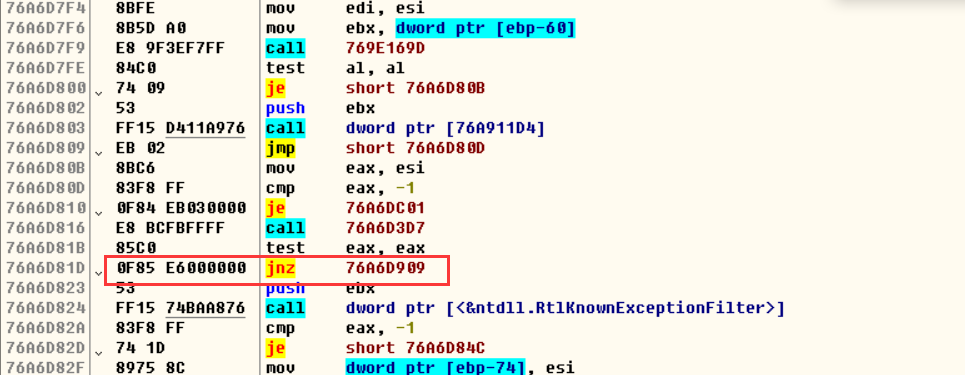 76A6D7F4 8BFE mov edi, esi
76A6D7F6 8B5D A0 mov ebx, dword ptr [ebp-60]
76A6D7F9 E8 9F3EF7FF call 769E169D
76A6D7FE 84C0 test al, al
76A6D800 74 09 je short 76A6D80B
76A6D802 53 push ebx
76A6D803 FF15 D411A976 call dword ptr [76A911D4]
76A6D809 EB 02 jmp short 76A6D80D
76A6D80B 8BC6 mov eax, esi
76A6D80D 83F8 FF cmp eax, -1
76A6D810 0F84 EB030000 je 76A6DC01
76A6D816 E8 BCFBFFFF call 76A6D3D7
76A6D81B 85C0 test eax, eax
76A6D81D 0F85 E6000000 jnz 76A6D909
76A6D823 53 push ebx
76A6D824 FF15 74BAA876 call dword ptr [<&ntdll.RtlKnownExceptionFilter>]
76A6D82A 83F8 FF cmp eax, -1
76A6D82D 74 1D je short 76A6D84C
76A6D82F 8975 8C mov dword ptr [ebp-74], esi